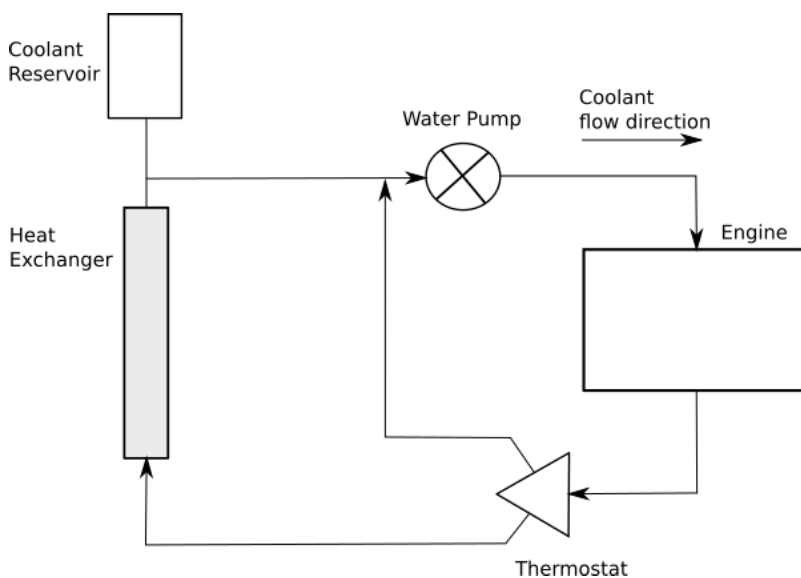 Coolant
Reservoir
Water Pump
Coolant
flow direction
Heat
Exchanger
Engine
Thermostat